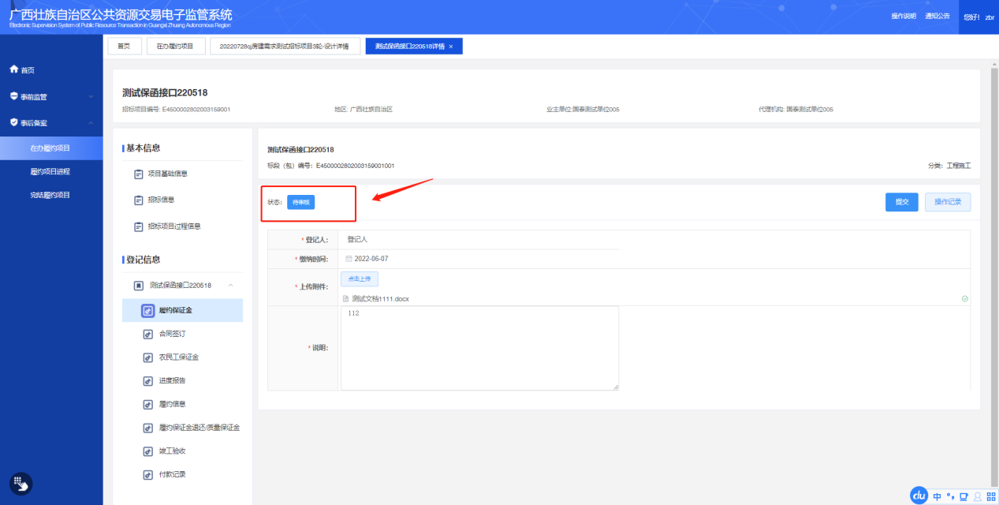 广西壮族自治区公共资源交易电子监管系统
Electronic Supervision System of Public Resource Transaction in Guangxi Zhuang Autonomous Region
操作说明 通知公告 您好! zbr
首页 在办履约项目 20220728qj房建需求测试招标项目3轮-设计详情 测试保函接口220518详情 ×
首页
事前监管
事后备案
在办履约项目
履约项目进程
完结履约项目
测试保函接口220518
招标项目编号: E4500002802003159001 地区: 广西壮族自治区 业主单位:国泰测试单位005 代理机构: 国泰测试单位005
基本信息
项目基础信息
招标信息
招标项目过程信息
登记信息
测试保函接口220518
履约保证金
合同签订
农民工保证金
进度报告
履约信息
履约保证金退还/质量保证金
竣工验收
付款记录
测试保函接口220518
标段（包）编号: E4500002802003159001001 分类: 工程施工
状态: 待审核 提交 操作记录
* 登记人: 登记人
* 缴纳时间: 2022-06-07
* 上传附件: 点击上传
测试文档1111.docx
* 说明: 112
du 中